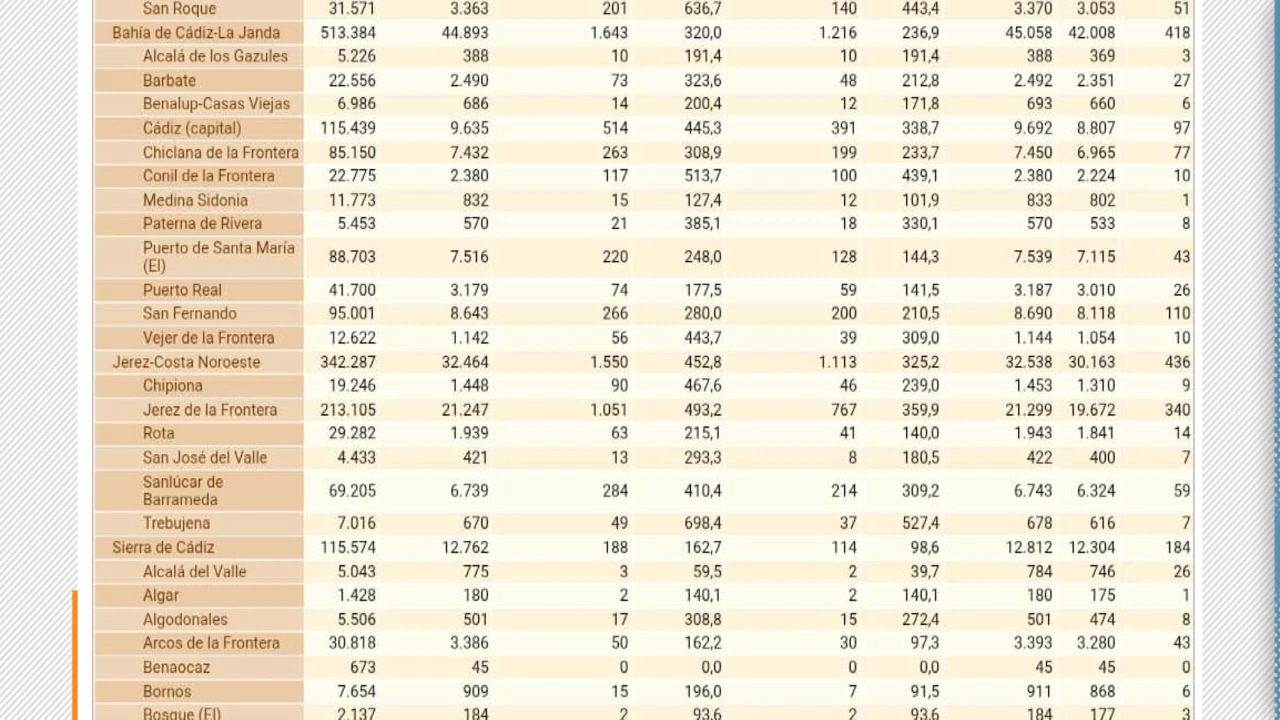 San Roque 31.571 3.363 201 636,7 140 443,4 3.370 3.053 51
Bahía de Cádiz-La Janda 513.384 44.893 1.643 320,0 1.216 236,9 45.058 42.008 418
Alcalá de los Gazules 5.226 388 10 191,4 10 191,4 388 369 3
Barbate 22.556 2.490 73 323,6 48 212,8 2.492 2.351 27
Benalup-Casas Viejas 6.986 686 14 200,4 12 171,8 693 660 6
Cádiz (capital) 115.439 9.635 514 445,3 391 338,7 9.692 8.807 97
Chiclana de la Frontera 85.150 7.432 263 308,9 199 233,7 7.450 6.965 77
Conil de la Frontera 22.775 2.380 117 513,7 100 439,1 2.380 2.224 10
Medina Sidonia 11.773 832 15 127,4 12 101,9 833 802 1
Paterna de Rivera 5.453 570 21 385,1 18 330,1 570 533 8
Puerto de Santa María
(El) 88.703 7.516 220 248,0 128 144,3 7.539 7.115 43
Puerto Real 41.700 3.179 74 177,5 59 141,5 3.187 3.010 26
San Fernando 95.001 8.643 266 280,0 200 210,5 8.690 8.118 110
Vejer de la Frontera 12.622 1.142 56 443,7 39 309,0 1.144 1.054 10
Jerez-Costa Noroeste 342.287 32.464 1.550 452,8 1.113 325,2 32.538 30.163 436
Chipiona 19.246 1.448 90 467,6 46 239,0 1.453 1.310 9
Jerez de la Frontera 213.105 21.247 1.051 493,2 767 359,9 21.299 19.672 340
Rota 29.282 1.939 63 215,1 41 140,0 1.943 1.841 14
San José del Valle 4.433 421 13 293,3 8 180,5 422 400 7
Sanlúcar de
Barrameda 69.205 6.739 284 410,4 214 309,2 6.743 6.324 59
Trebujena 7.016 670 49 698,4 37 527,4 678 616 7
Sierra de Cádiz 115.574 12.762 188 162,7 114 98,6 12.812 12.304 184
Alcalá del Valle 5.043 775 3 59,5 2 39,7 784 746 26
Algar 1.428 180 2 140,1 2 140,1 180 175 1
Algodonales 5.506 501 17 308,8 15 272,4 501 474 8
Arcos de la Frontera 30.818 3.386 50 162,2 30 97,3 3.393 3.280 43
Benaocaz 673 45 0 0,0 0 0,0 45 45 0
Bornos 7.654 909 15 196,0 7 91,5 911 868 6
Bosque (El) 2.137 184 2 93,6 2 93,6 184 177 3